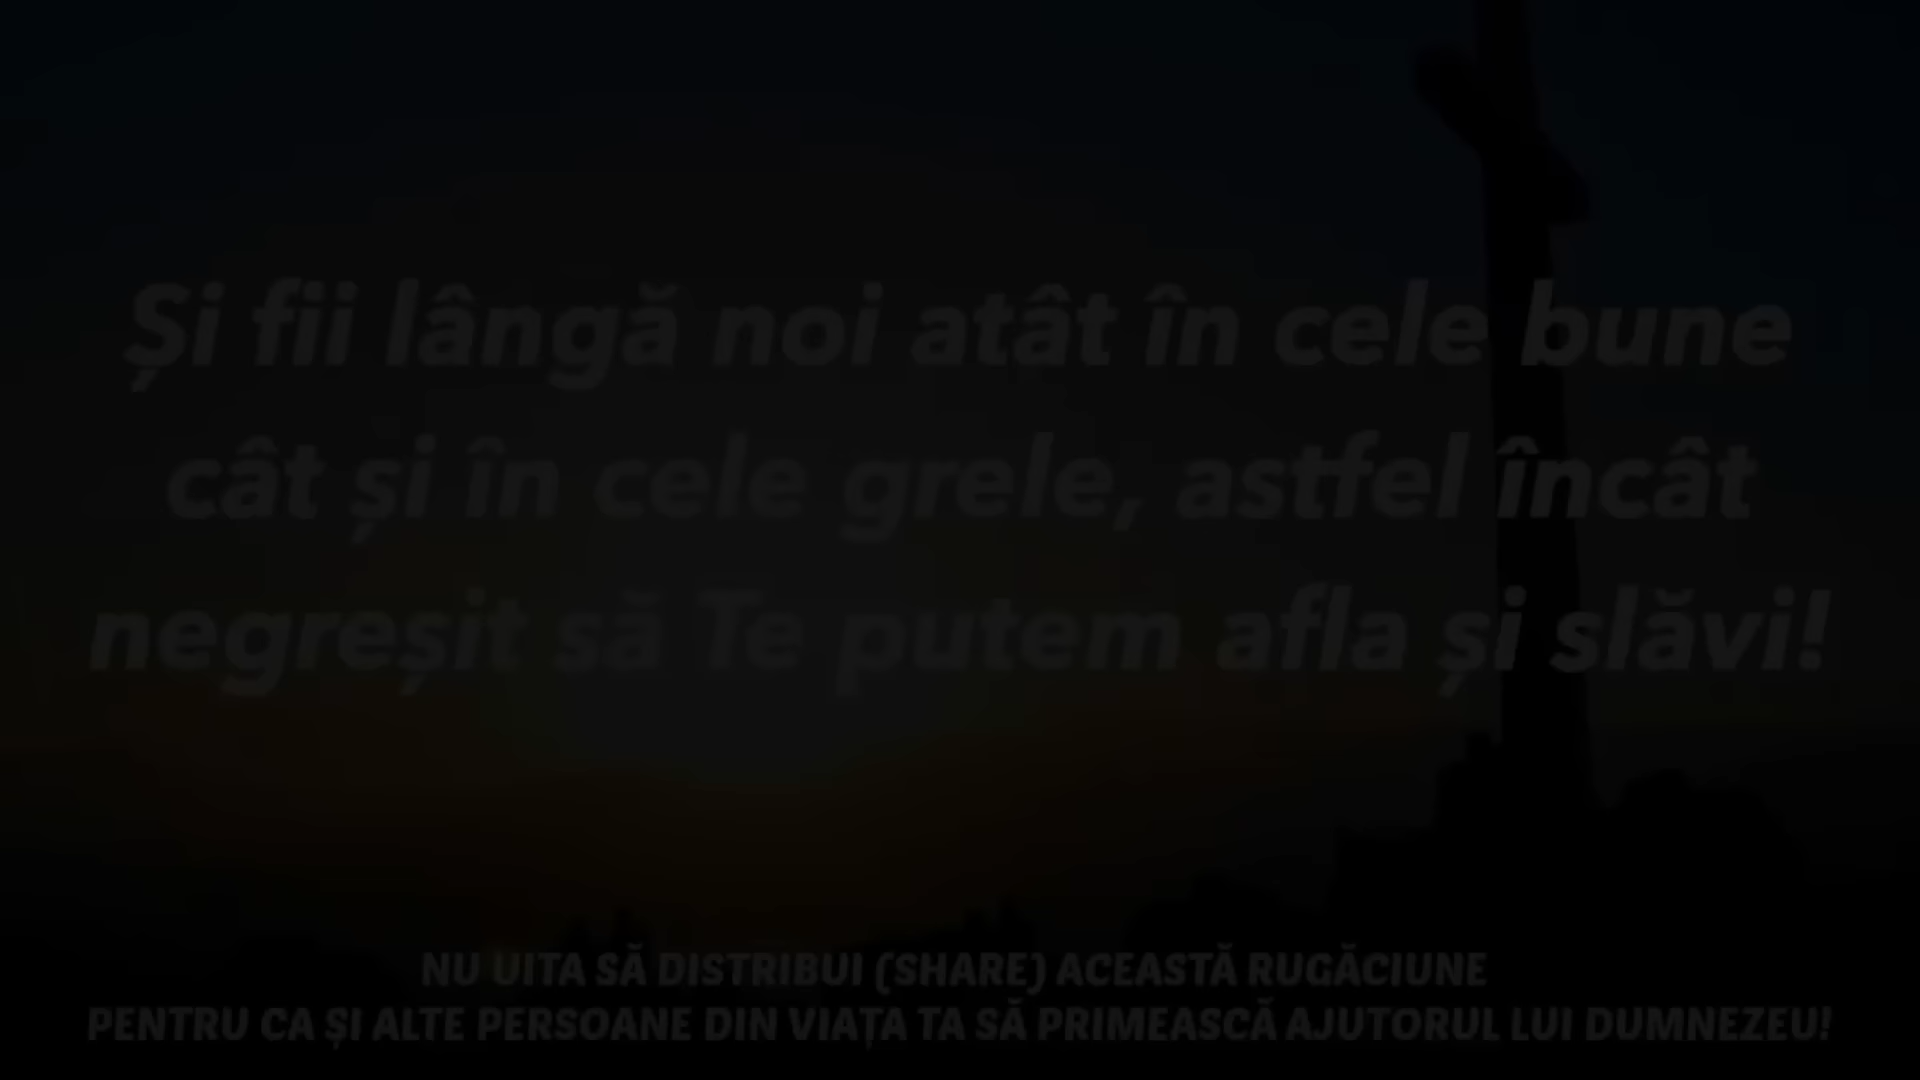 Și fii lângă noi atât în cele bune
cât și în cele grele, astfel încât
negreșit să Te putem afla și slăvi!
NU UITA SĂ DISTRIBUI (SHARE) ACEASTĂ RUGĂCIUNE
PENTRU CA ȘI ALTE PERSOANE DIN VIAȚA TA SĂ PRIMEASCĂ AJUTORUL LUI DUMNEZEU!